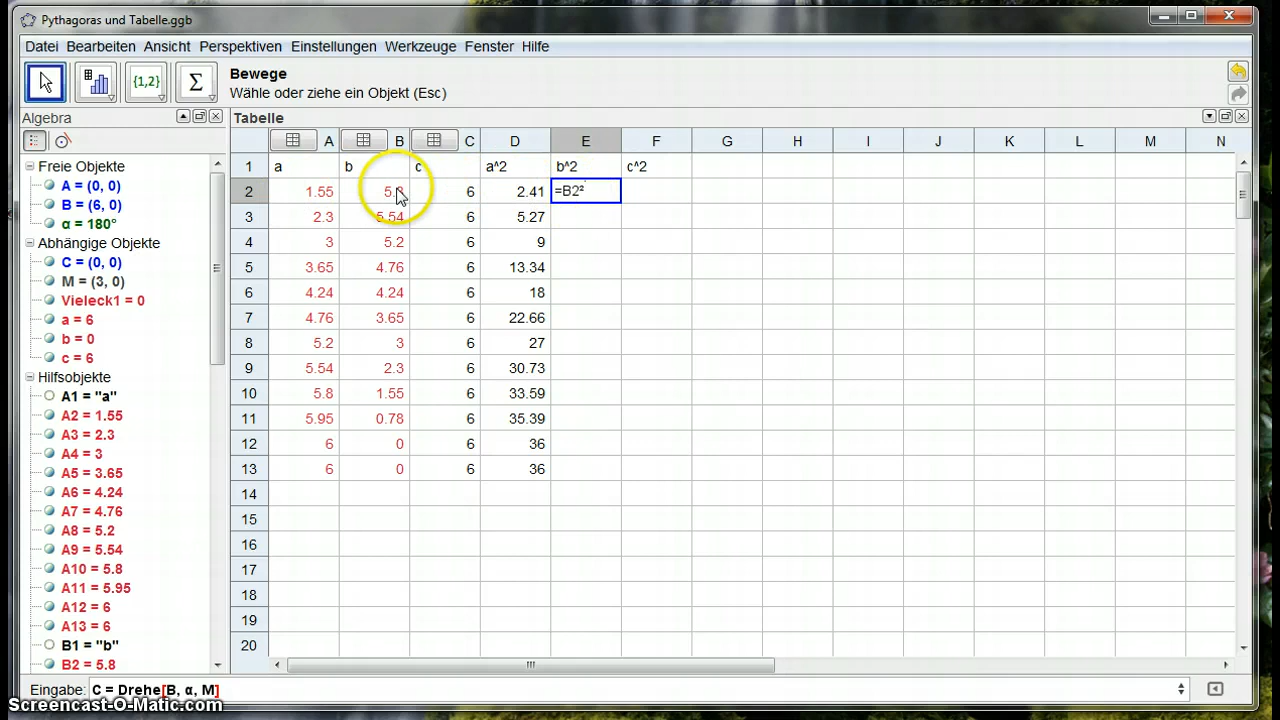 Pythagoras und Tabelle.ggb
Datei Bearbeiten Ansicht Perspektiven Einstellungen Werkzeuge Fenster Hilfe
{1,2} Σ
Bewege
Wähle oder ziehe ein Objekt (Esc)
Algebra
Tabelle
A B C D E F G H I J K L M N
1 a b c a^2 b^2 c^2
2 1.55 5.8 6 2.41 =B2²
3 2.3 5.54 6 5.27
4 3 5.2 6 9
5 3.65 4.76 6 13.34
6 4.24 4.24 6 18
7 4.76 3.65 6 22.66
8 5.2 3 6 27
9 5.54 2.3 6 30.73
10 5.8 1.55 6 33.59
11 5.95 0.78 6 35.39
12 6 0 6 36
13 6 0 6 36
14
15
16
17
18
19
20
Freie Objekte
A = (0, 0)
B = (6, 0)
α = 180°
Abhängige Objekte
C = (0, 0)
M = (3, 0)
Vieleck1 = 0
a = 6
b = 0
c = 6
Hilfsobjekte
A1 = "a"
A2 = 1.55
A3 = 2.3
A4 = 3
A5 = 3.65
A6 = 4.24
A7 = 4.76
A8 = 5.2
A9 = 5.54
A10 = 5.8
A11 = 5.95
A12 = 6
A13 = 6
B1 = "b"
B2 = 5.8
Eingabe: C = Drehe[B, α, M]
Screencast-O-Matic.com